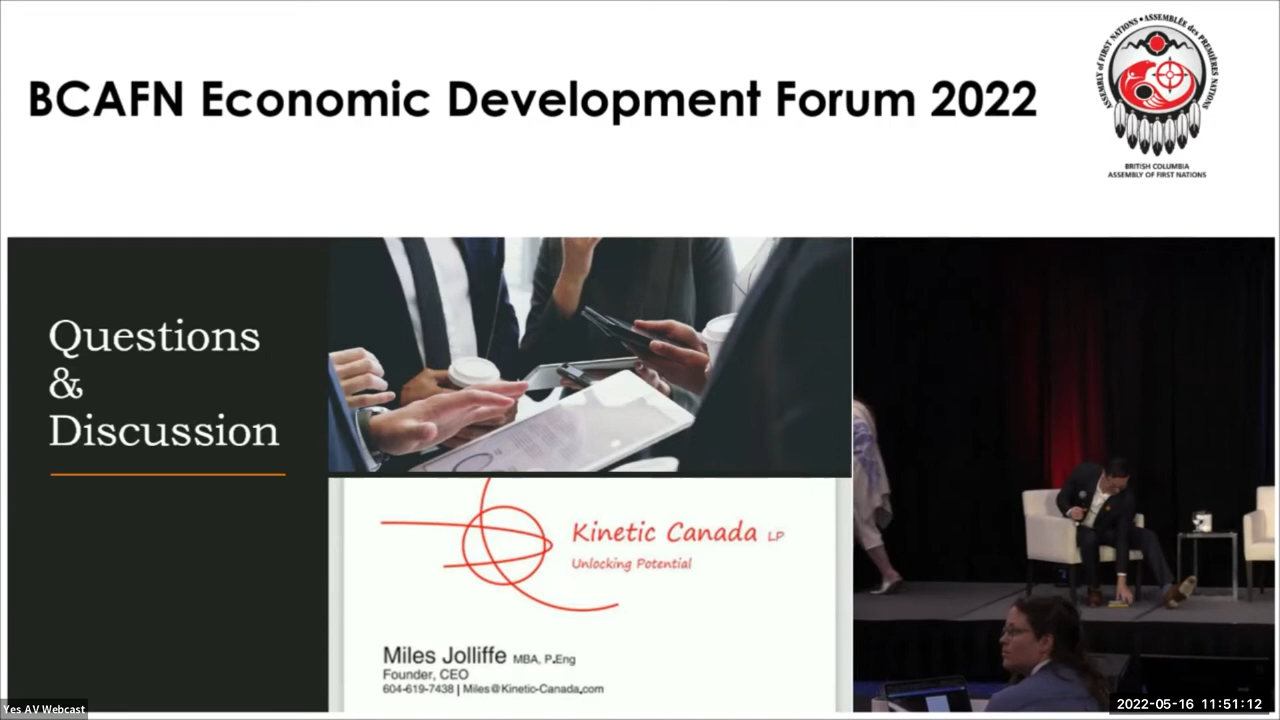 BCAFN Economic Development Forum 2022
ASSEMBLY of FIRST NATIONS • ASSEMBLÉE des PREMIÈRES NATIONS
BRITISH COLUMBIA
ASSEMBLY OF FIRST NATIONS
Questions
&
Discussion
Kinetic Canada LP
Unlocking Potential
Miles Jolliffe MBA, P.Eng
Founder, CEO
604-619-7438 | Miles@Kinetic-Canada.com
Yes AV Webcast
2022-05-16 11:51:12